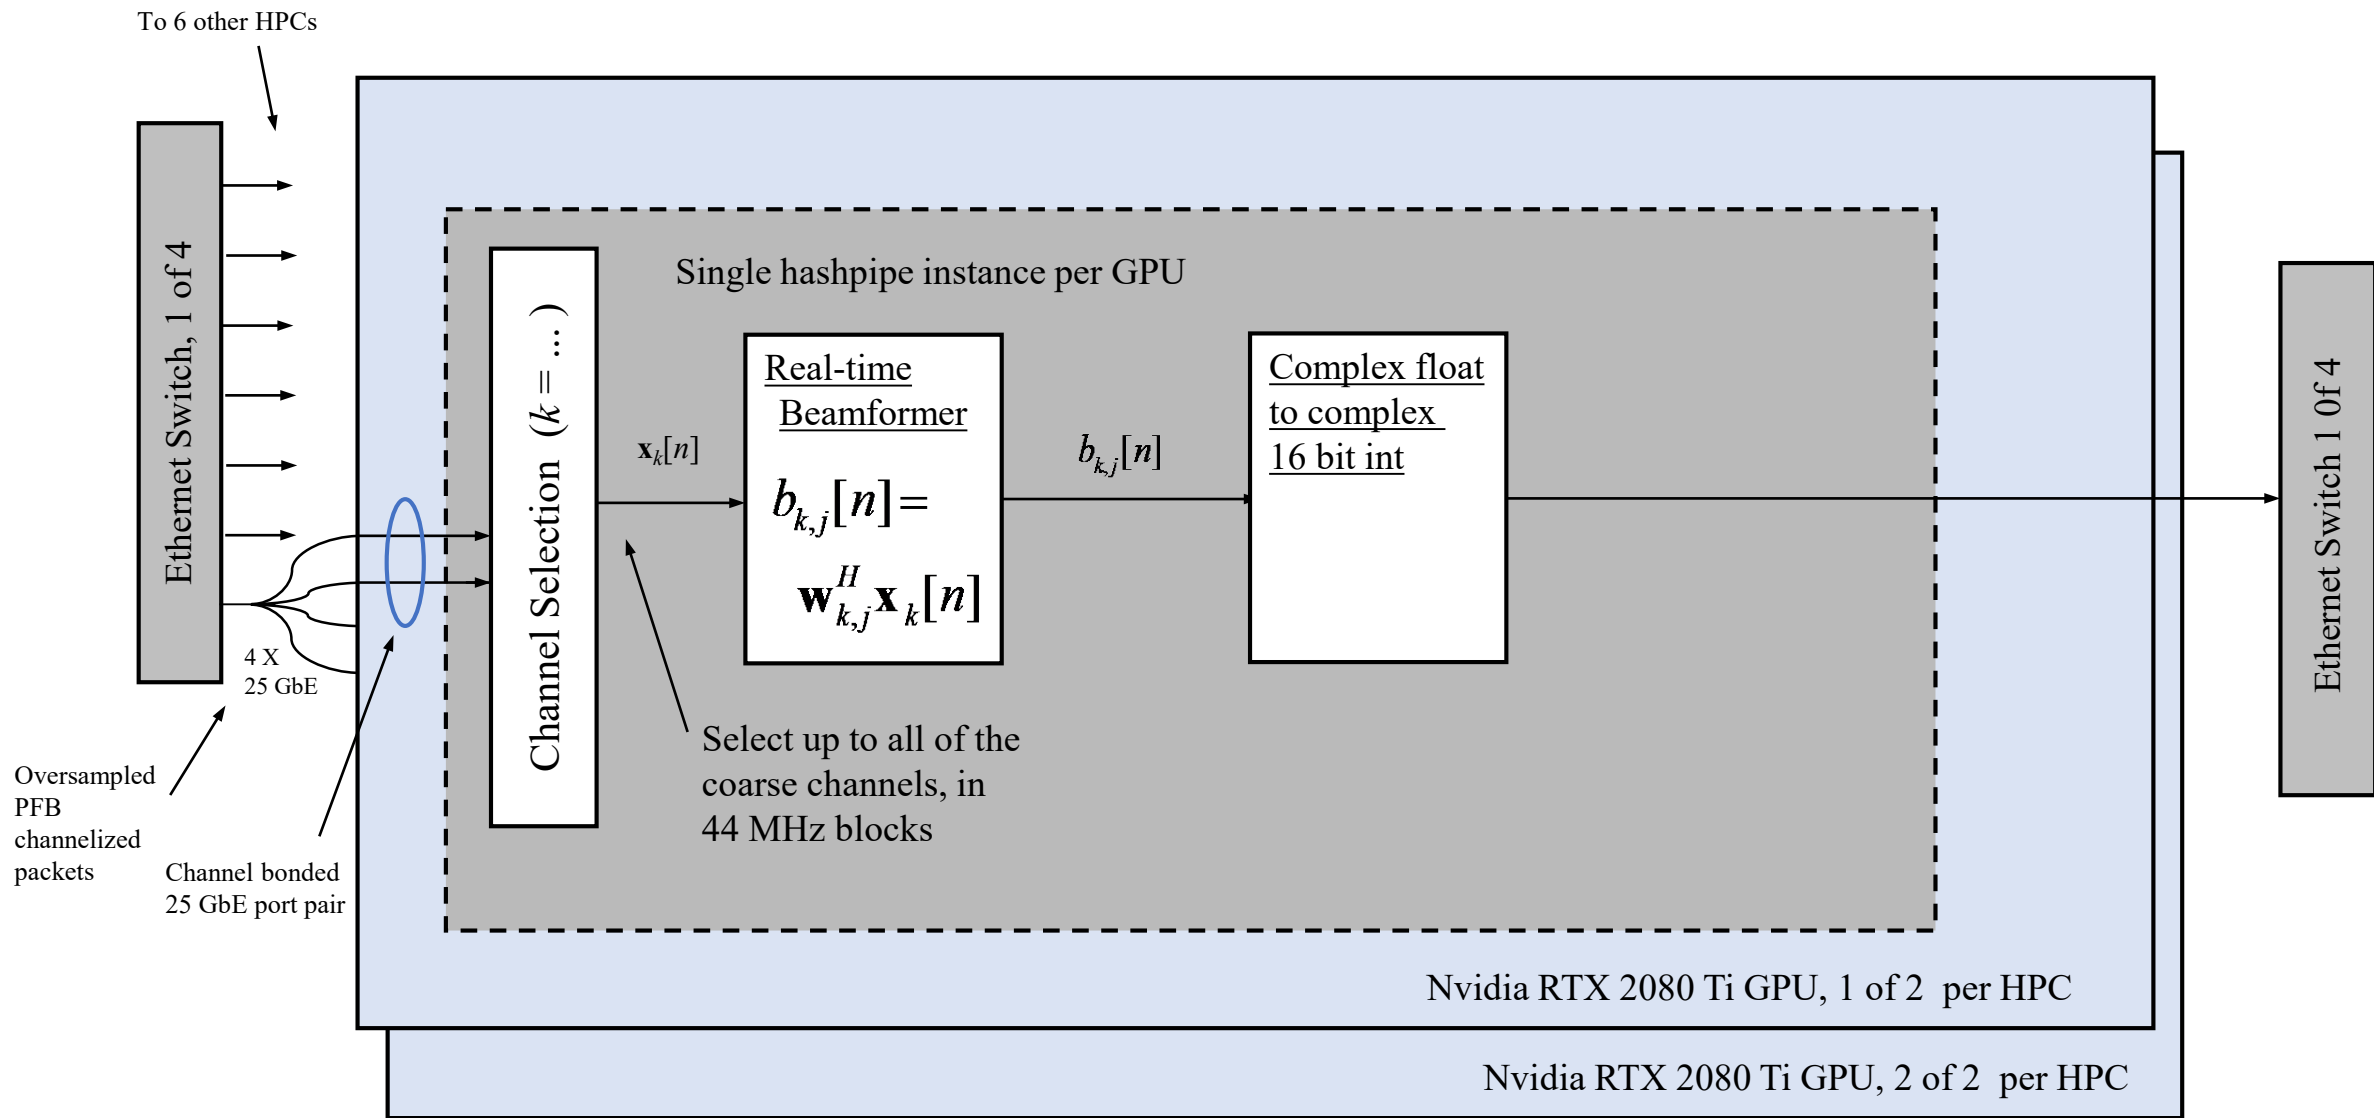 To 6 other HPCs
Ethernet Switch, 1 of 4
4 X
25 GbE
Oversampled
PFB
channelized
packets
Channel bonded
25 GbE port pair
Channel Selection (k = ... )
Single hashpipe instance per GPU
x_k[n]
Real-time
Beamformer
b_{k,j}[n]=
w^H_{k,j} x_k[n]
Select up to all of the
coarse channels, in
44 MHz blocks
b_{k,j}[n]
Complex float
to complex
16 bit int
Ethernet Switch 1 0f 4
Nvidia RTX 2080 Ti GPU, 1 of 2 per HPC
Nvidia RTX 2080 Ti GPU, 2 of 2 per HPC